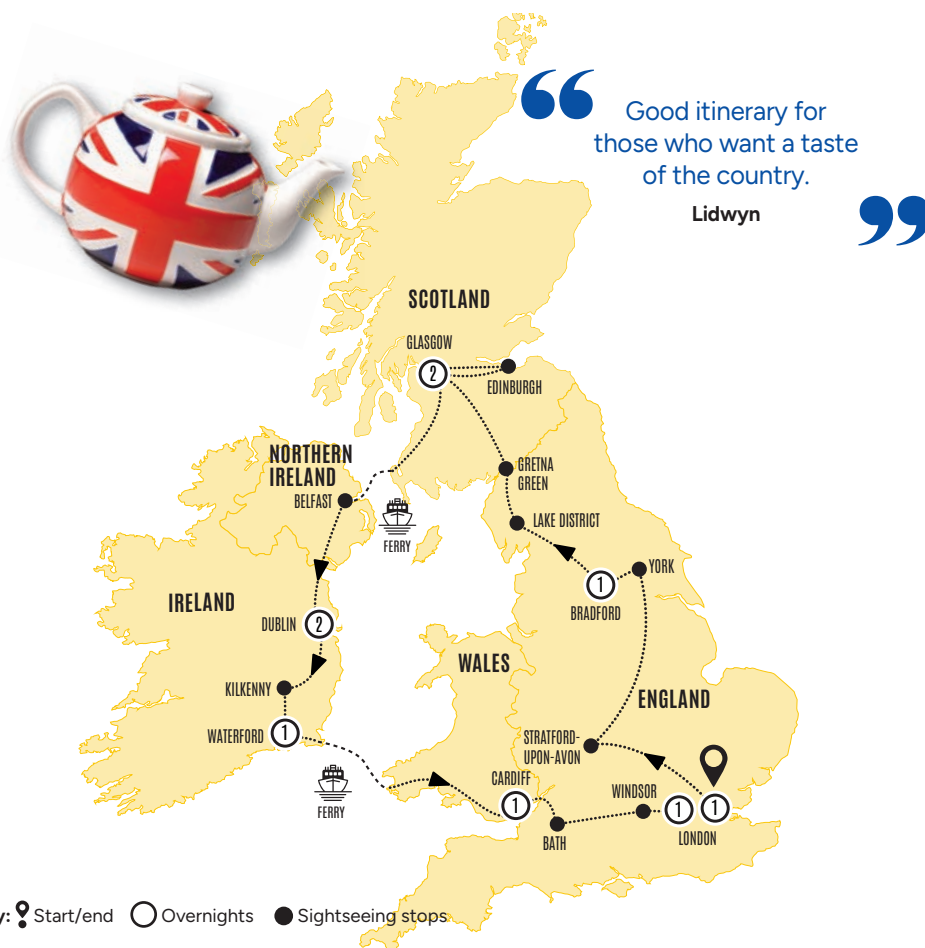 “
Good itinerary for
those who want a taste
of the country.
”
Lidwyn
SCOTLAND
GLASGOW
2
EDINBURGH
NORTHERN
IRELAND
BELFAST
GRETNA
GREEN
FERRY
LAKE DISTRICT
YORK
1
BRADFORD
IRELAND
DUBLIN
2
WALES
KILKENNY
ENGLAND
WATERFORD
1
STRATFORD-
UPON-AVON
FERRY
CARDIFF
1
WINDSOR
1
1
BATH
LONDON
y:
Start/end
Overnights
Sightseeing stops